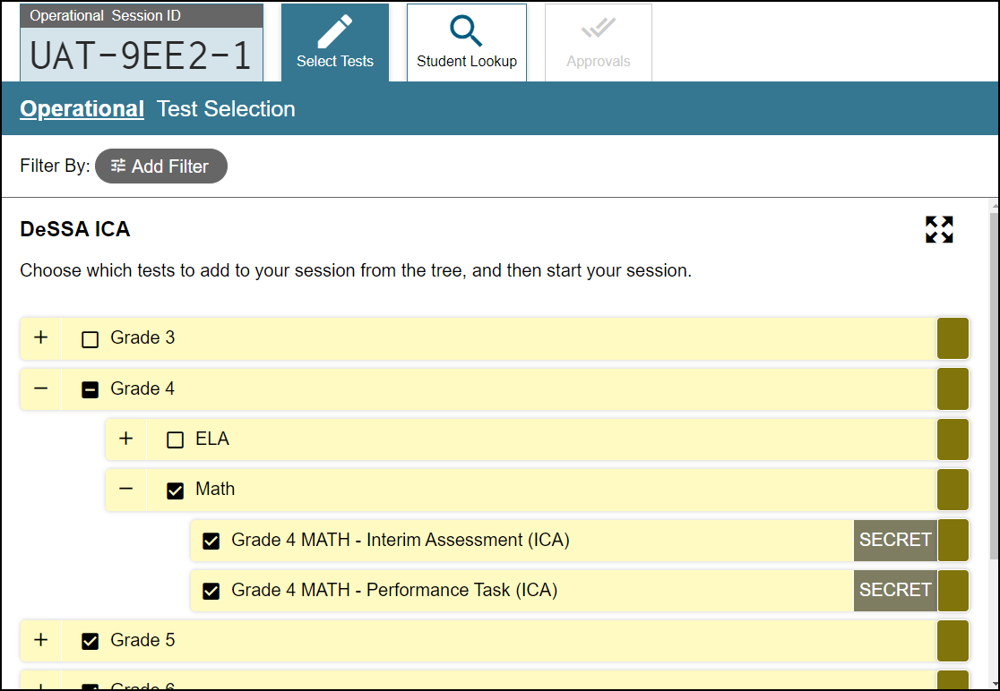 Operational Session ID
UAT-9EE2-1
Select Tests
Student Lookup
Approvals
Operational Test Selection
Filter By: Add Filter
DeSSA ICA
Choose which tests to add to your session from the tree, and then start your session.
+ Grade 3
− Grade 4
+ ELA
− Math
Grade 4 MATH - Interim Assessment (ICA) SECRET
Grade 4 MATH - Performance Task (ICA) SECRET
+ Grade 5
+ Grade 6